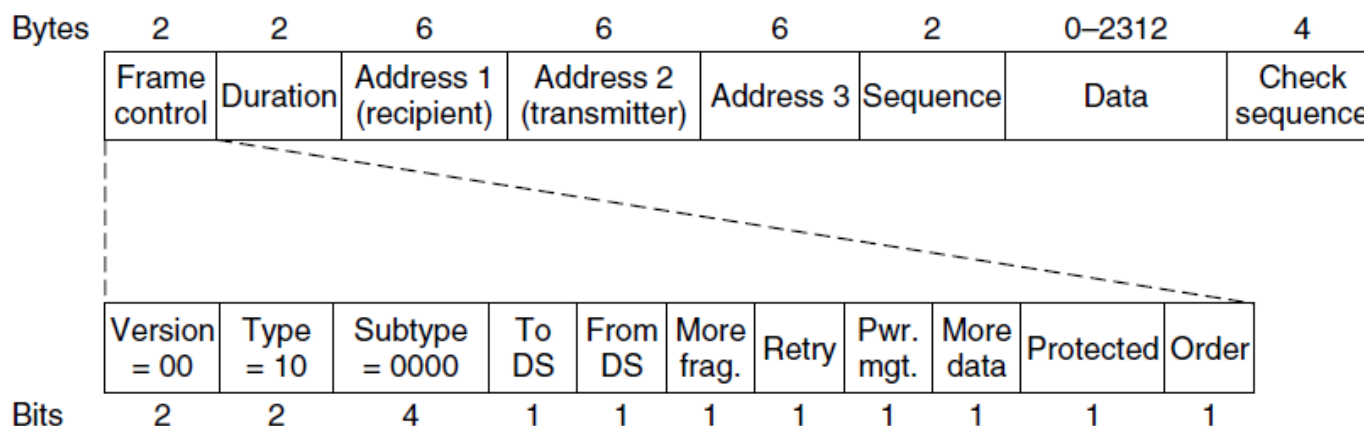 Bytes 2 2 6 6 6 2 0–2312 4
Frame control Duration Address 1 (recipient) Address 2 (transmitter) Address 3 Sequence Data Check sequence
Version = 00 Type = 10 Subtype = 0000 To DS From DS More frag. Retry Pwr. mgt. More data Protected Order
Bits 2 2 4 1 1 1 1 1 1 1 1